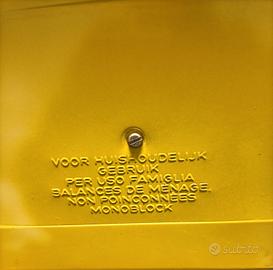 VOOR HUISHOUDELIJK
GEBRUIK
PER USO FAMIGLIA
BALANCES DE MENAGE,
NON POINCONNEES
MONOBLOCK
subito